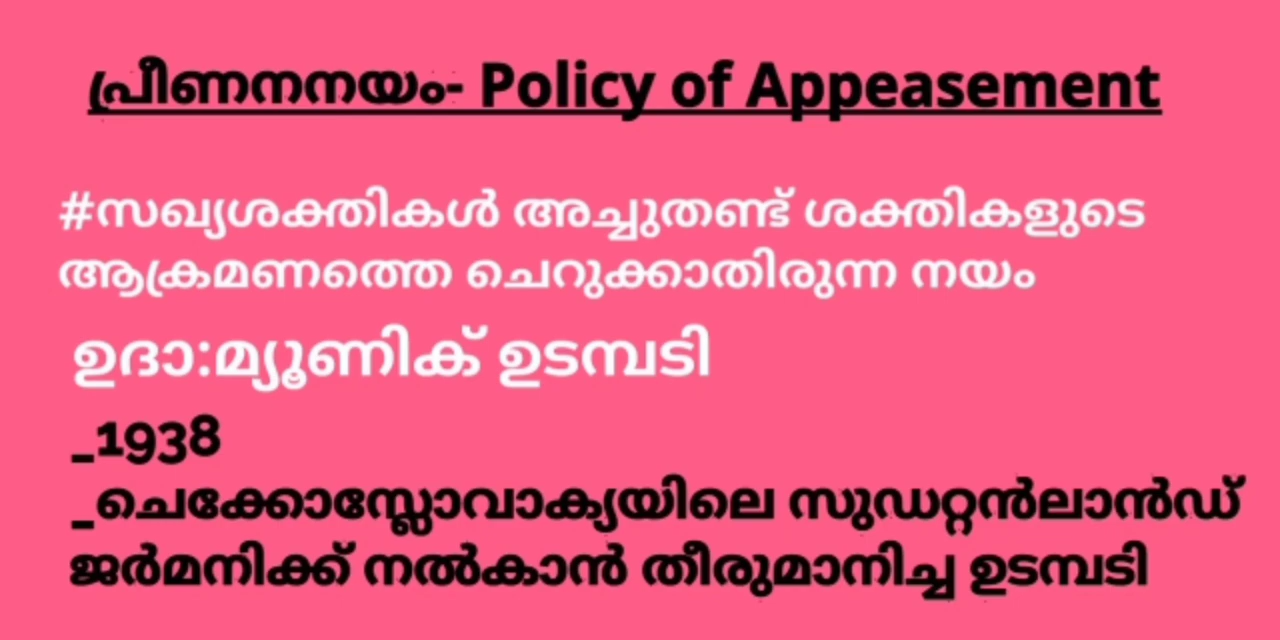 പ്രീണനനയം- Policy of Appeasement
#സഖ്യശക്തികൾ അച്ചുതണ്ട് ശക്തികളുടെ
ആക്രമണത്തെ ചെറുക്കാതിരുന്ന നയം
ഉദാ:മ്യൂണിക് ഉടമ്പടി
_1938
_ചെക്കോസ്ലോവാക്യയിലെ സുഡറ്റൻലാൻഡ്
ജർമനിക്ക് നൽകാൻ തീരുമാനിച്ച ഉടമ്പടി